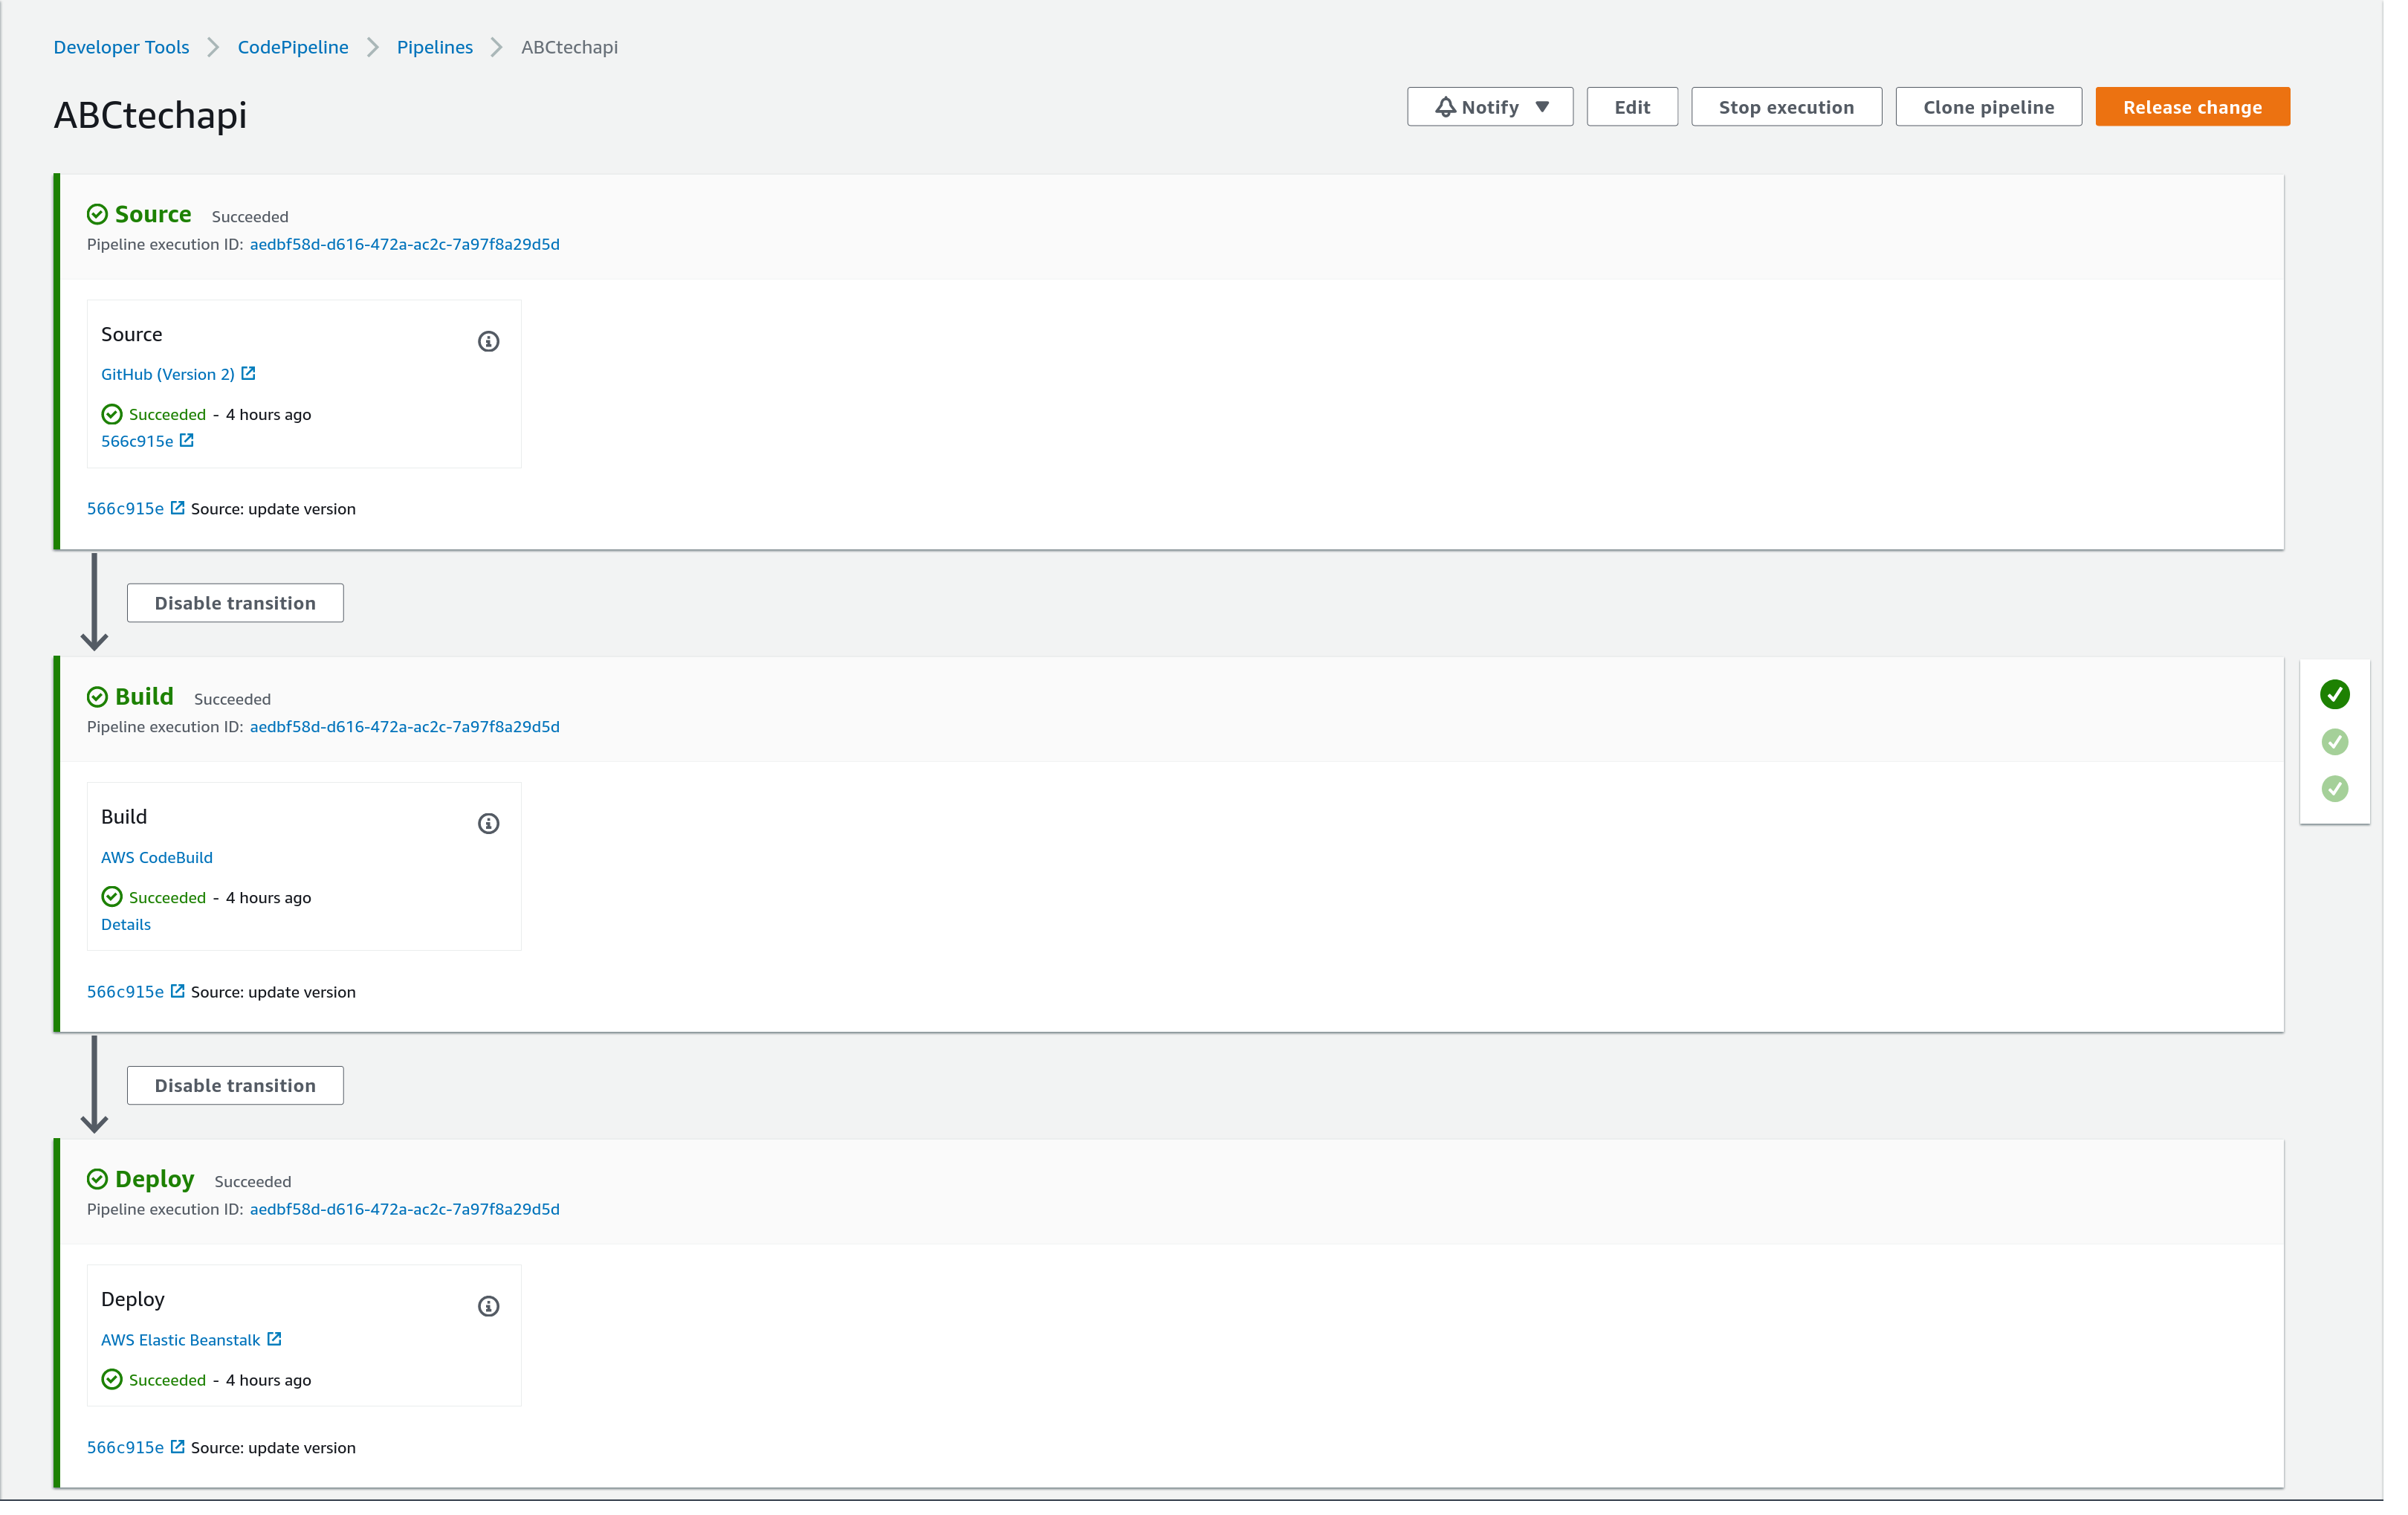 Developer Tools > CodePipeline > Pipelines > ABCtechapi
ABCtechapi
Notify Edit Stop execution Clone pipeline Release change
Source Succeeded
Pipeline execution ID: aedbf58d-d616-472a-ac2c-7a97f8a29d5d
Source
GitHub (Version 2)
Succeeded - 4 hours ago
566c915e
566c915e Source: update version
Disable transition
Build Succeeded
Pipeline execution ID: aedbf58d-d616-472a-ac2c-7a97f8a29d5d
Build
AWS CodeBuild
Succeeded - 4 hours ago
Details
566c915e Source: update version
Disable transition
Deploy Succeeded
Pipeline execution ID: aedbf58d-d616-472a-ac2c-7a97f8a29d5d
Deploy
AWS Elastic Beanstalk
Succeeded - 4 hours ago
566c915e Source: update version